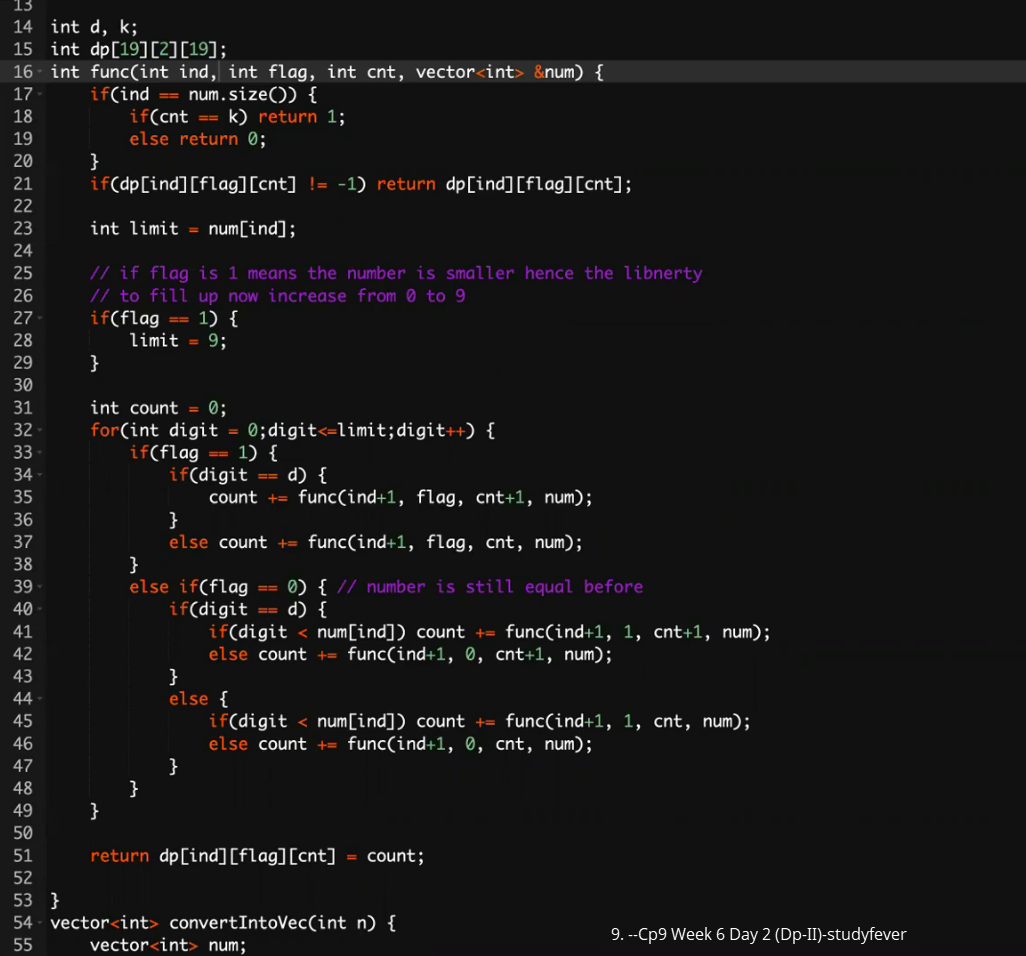 13
14 int d, k;
15 int dp[19][2][19];
16 int func(int ind, int flag, int cnt, vector<int> &num) {
17     if(ind == num.size()) {
18         if(cnt == k) return 1;
19         else return 0;
20     }
21     if(dp[ind][flag][cnt] != -1) return dp[ind][flag][cnt];
22
23     int limit = num[ind];
24
25     // if flag is 1 means the number is smaller hence the libnerty
26     // to fill up now increase from 0 to 9
27     if(flag == 1) {
28         limit = 9;
29     }
30
31     int count = 0;
32     for(int digit = 0;digit<=limit;digit++) {
33         if(flag == 1) {
34             if(digit == d) {
35                 count += func(ind+1, flag, cnt+1, num);
36             }
37             else count += func(ind+1, flag, cnt, num);
38         }
39         else if(flag == 0) { // number is still equal before
40             if(digit == d) {
41                 if(digit < num[ind]) count += func(ind+1, 1, cnt+1, num);
42                 else count += func(ind+1, 0, cnt+1, num);
43             }
44             else {
45                 if(digit < num[ind]) count += func(ind+1, 1, cnt, num);
46                 else count += func(ind+1, 0, cnt, num);
47             }
48         }
49     }
50
51     return dp[ind][flag][cnt] = count;
52
53 }
54 vector<int> convertIntoVec(int n) {
55     vector<int> num;
9. --Cp9 Week 6 Day 2 (Dp-II)-studyfever